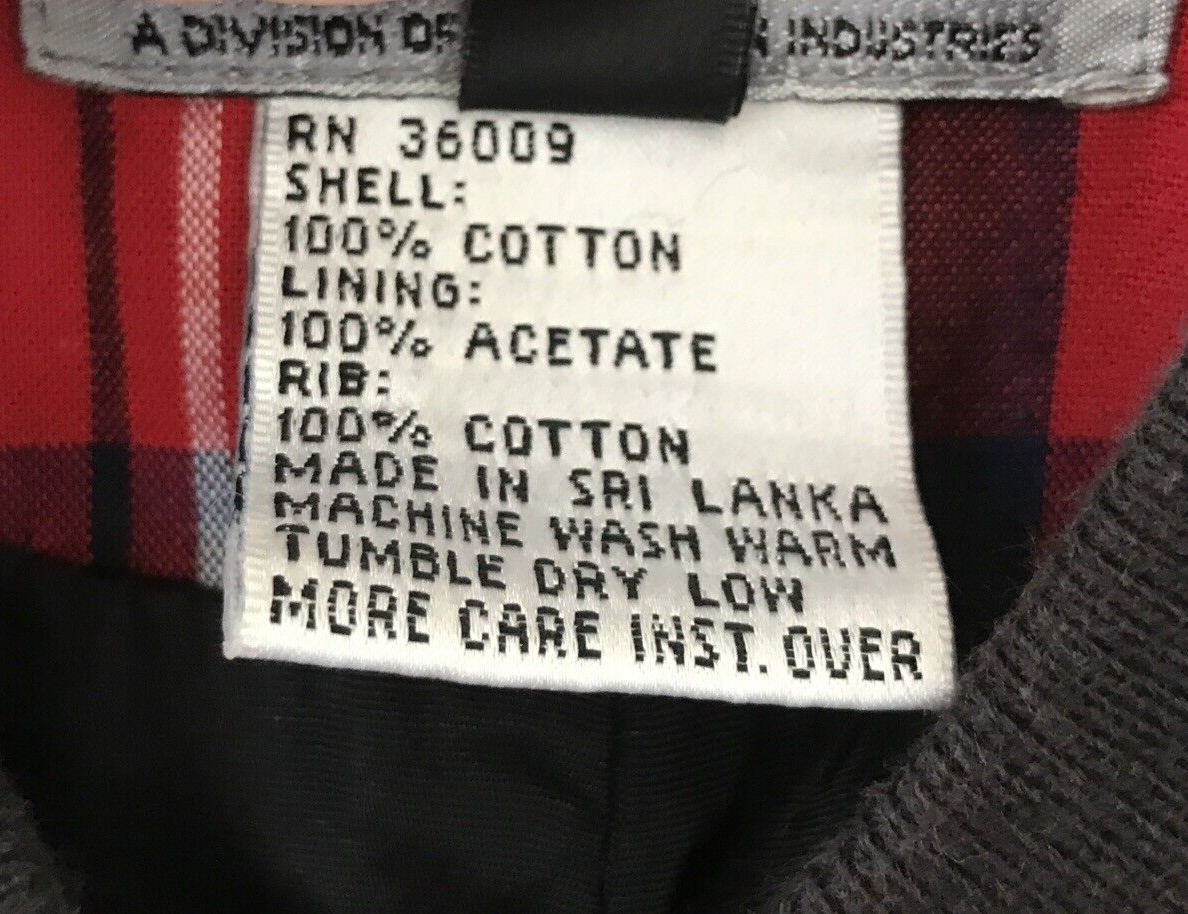 A DIVISION OF INDUSTRIES
RN 36009
SHELL:
100% COTTON
LINING:
100% ACETATE
RIB:
100% COTTON
MADE IN SRI LANKA
MACHINE WASH WARM
TUMBLE DRY LOW
MORE CARE INST. OVER